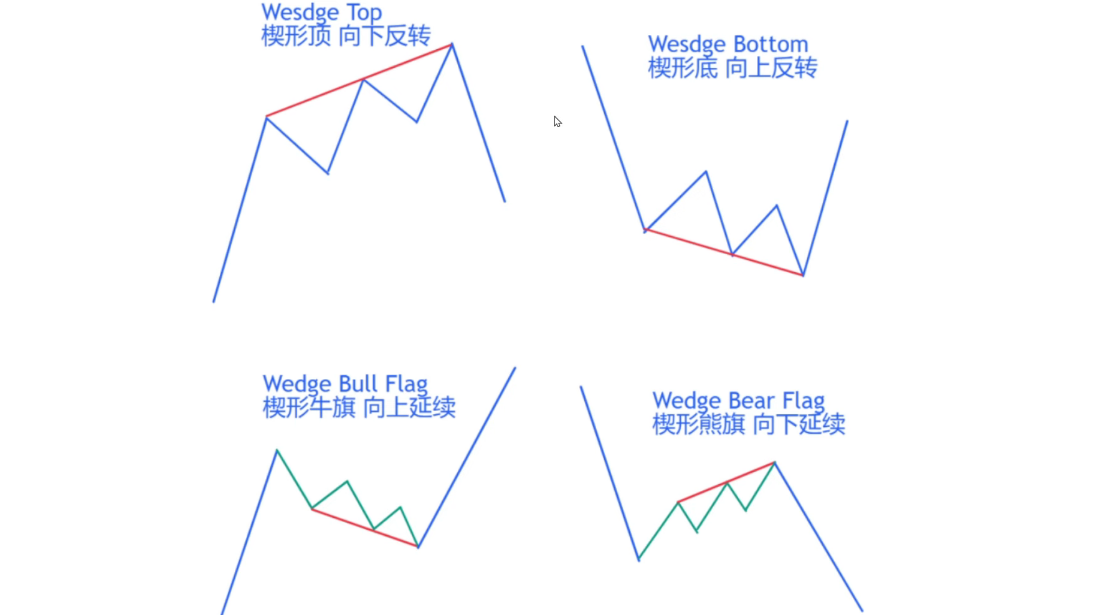 Wesdge Top
楔形顶 向下反转
Wesdge Bottom
楔形底 向上反转
Wedge Bull Flag
楔形牛旗 向上延续
Wedge Bear Flag
楔形熊旗 向下延续